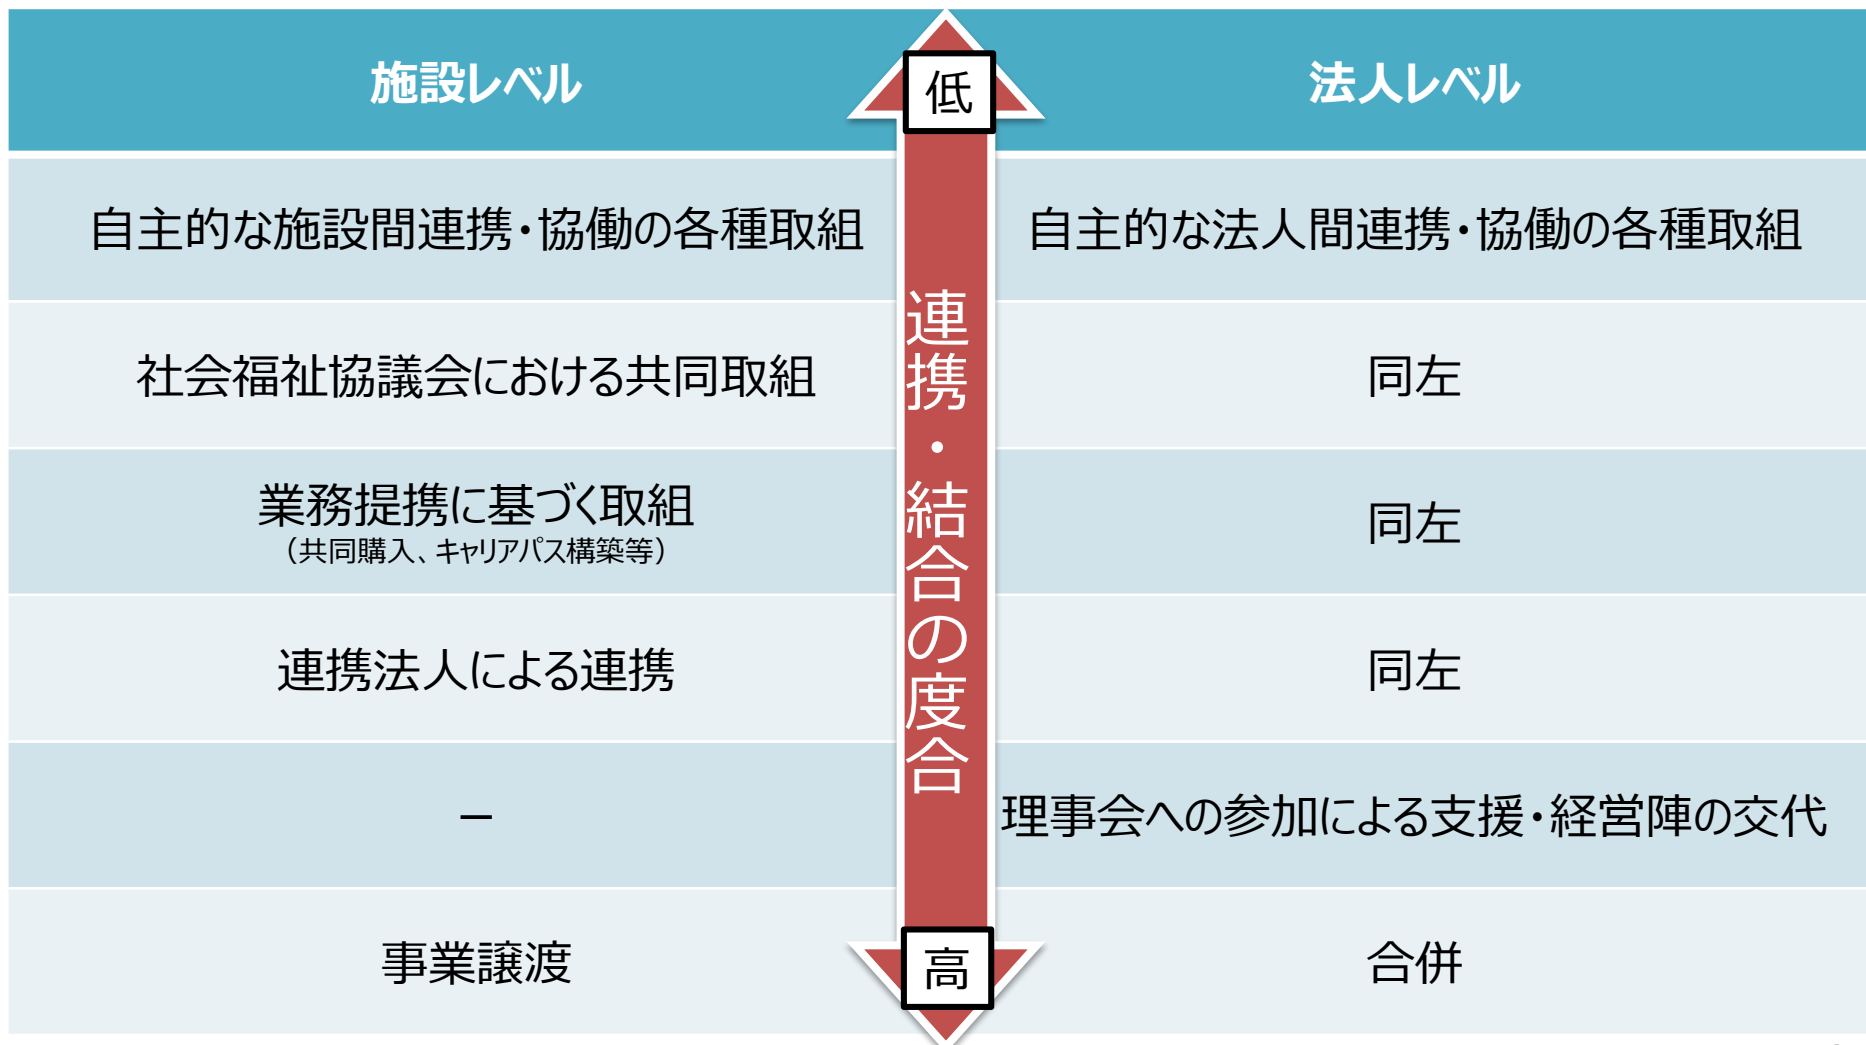 施設レベル
低
法人レベル
自主的な施設間連携・協働の各種取組
自主的な法人間連携・協働の各種取組
社会福祉協議会における共同取組
同左
業務提携に基づく取組
（共同購入、キャリアパス構築等）
同左
連携法人による連携
同左
－
理事会への参加による支援・経営陣の交代
事業譲渡
高
合併
連携・結合の度合